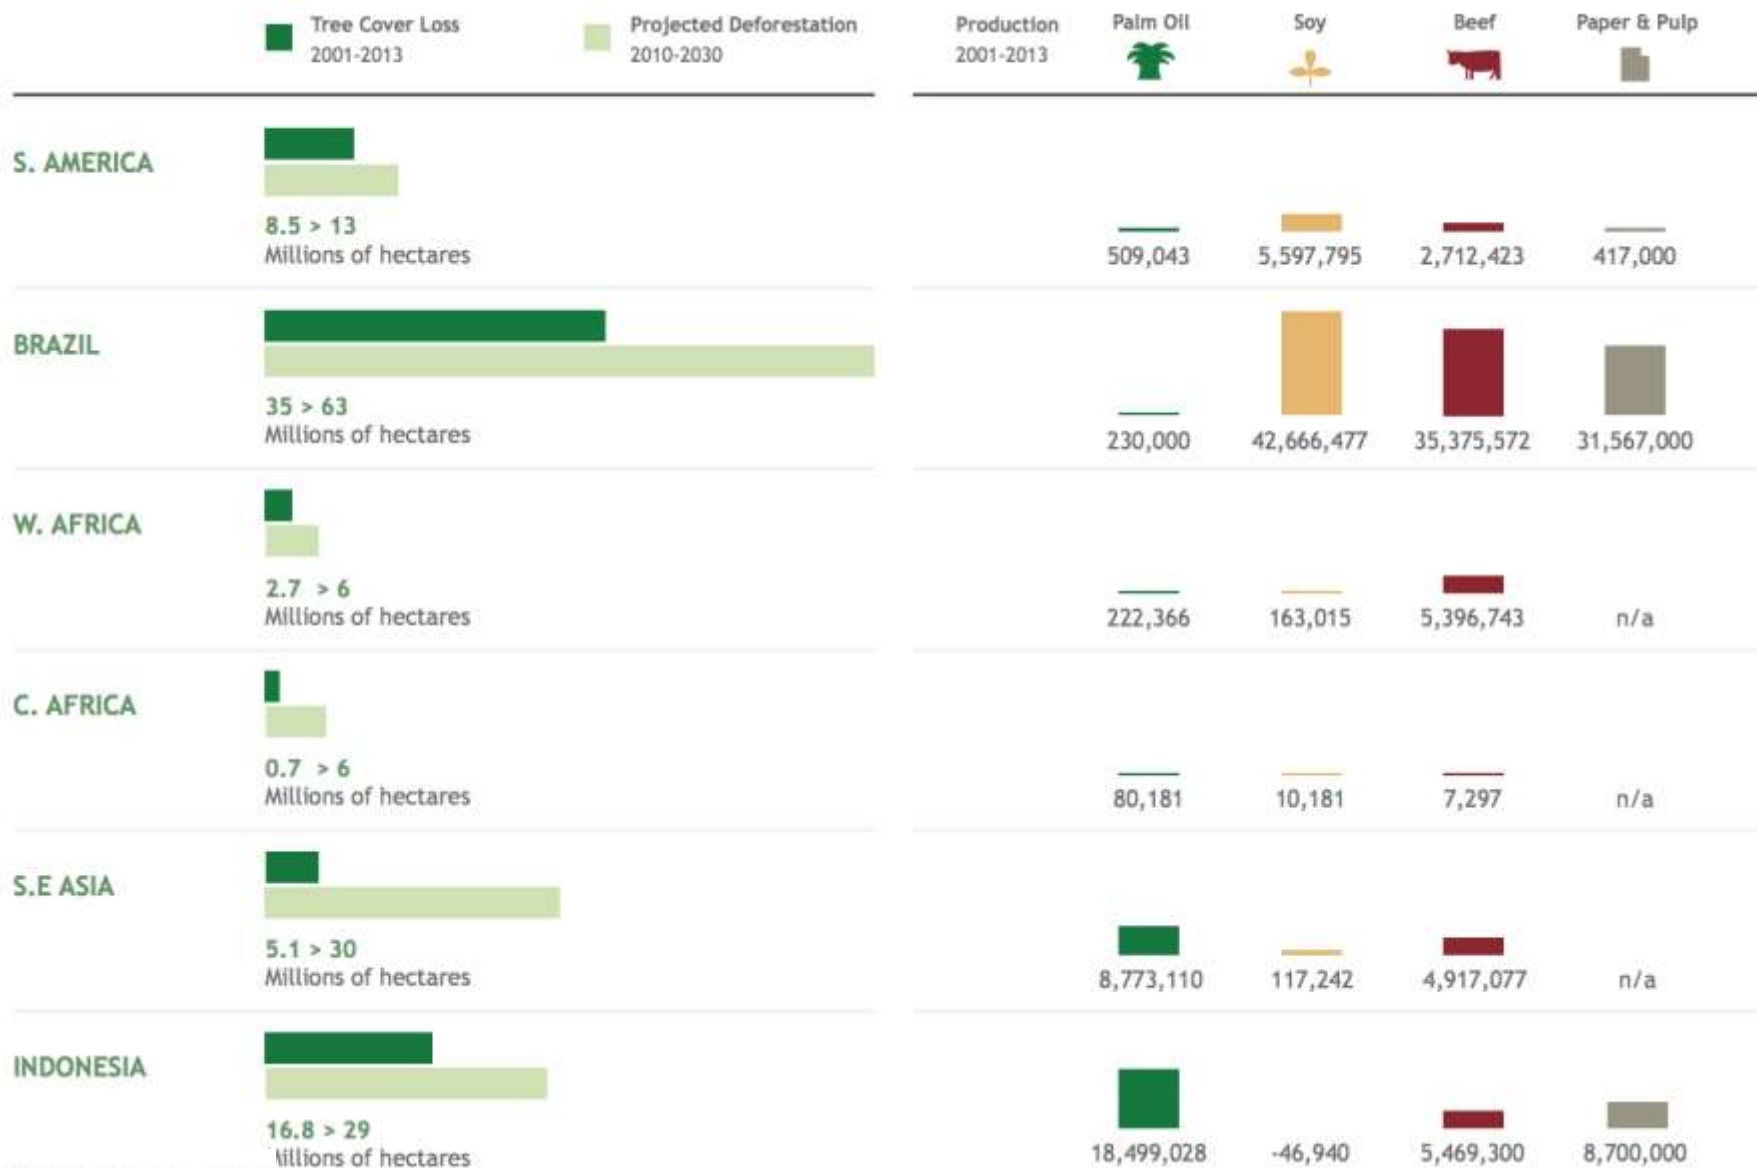 Tree Cover Loss
2001-2013
Projected Deforestation
2010-2030
Production
2001-2013
Palm Oil
Soy
Beef
Paper & Pulp
S. AMERICA
8.5 > 13
Millions of hectares
509,043
5,597,795
2,712,423
417,000
BRAZIL
35 > 63
Millions of hectares
230,000
42,666,477
35,375,572
31,567,000
W. AFRICA
2.7 > 6
Millions of hectares
222,366
163,015
5,396,743
n/a
C. AFRICA
0.7 > 6
Millions of hectares
80,181
10,181
7,297
n/a
S.E ASIA
5.1 > 30
Millions of hectares
8,773,110
117,242
4,917,077
n/a
INDONESIA
16.8 > 29
Millions of hectares
18,499,028
-46,940
5,469,300
8,700,000